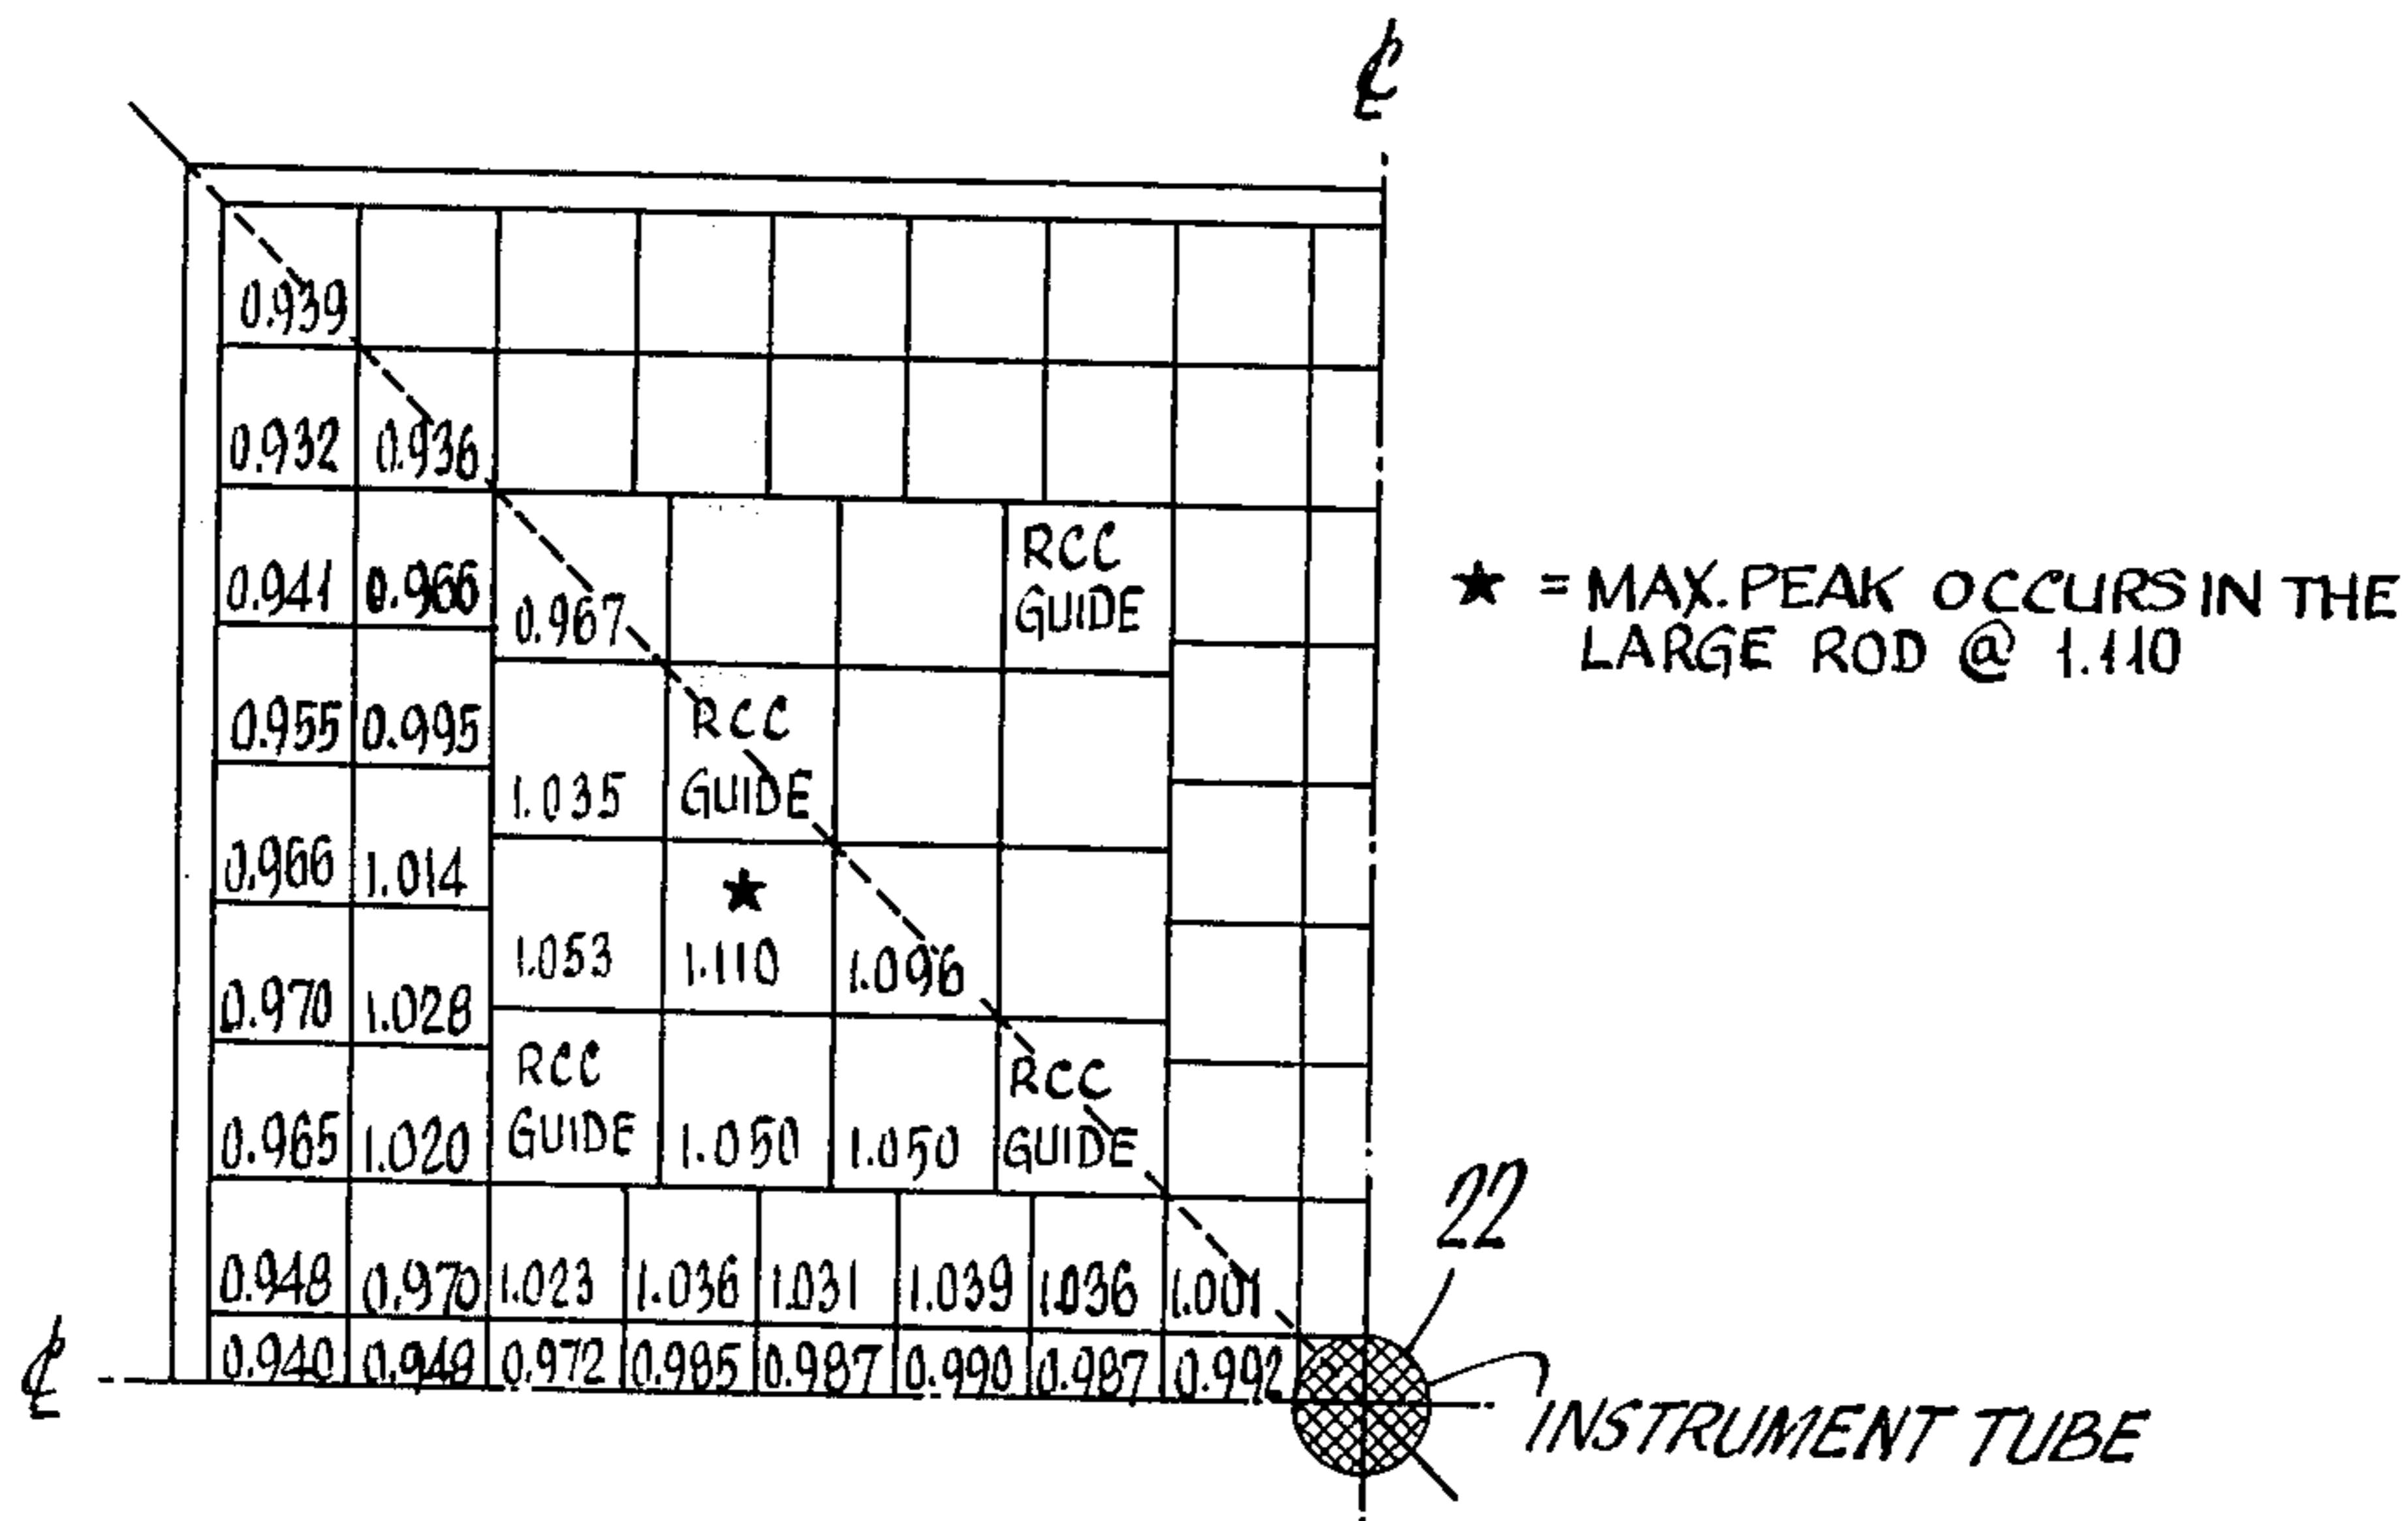 ℄
0.939
0.932 0.936
RCC
GUIDE
0.941 0.966 0.967
★ = MAX. PEAK OCCURS IN THE
LARGE ROD @ 1.110
0.955 0.995
RCC
GUIDE
1.035
0.966 1.014
★
1.053 1.110 1.096
0.970 1.028
RCC
GUIDE
RCC
GUIDE
0.965 1.020 1.050 1.050
22
0.948 0.970 1.023 1.036 1.031 1.039 1.036 1.001
0.940 0.948 0.972 0.985 0.987 0.990 0.987 0.992
℄
INSTRUMENT TUBE